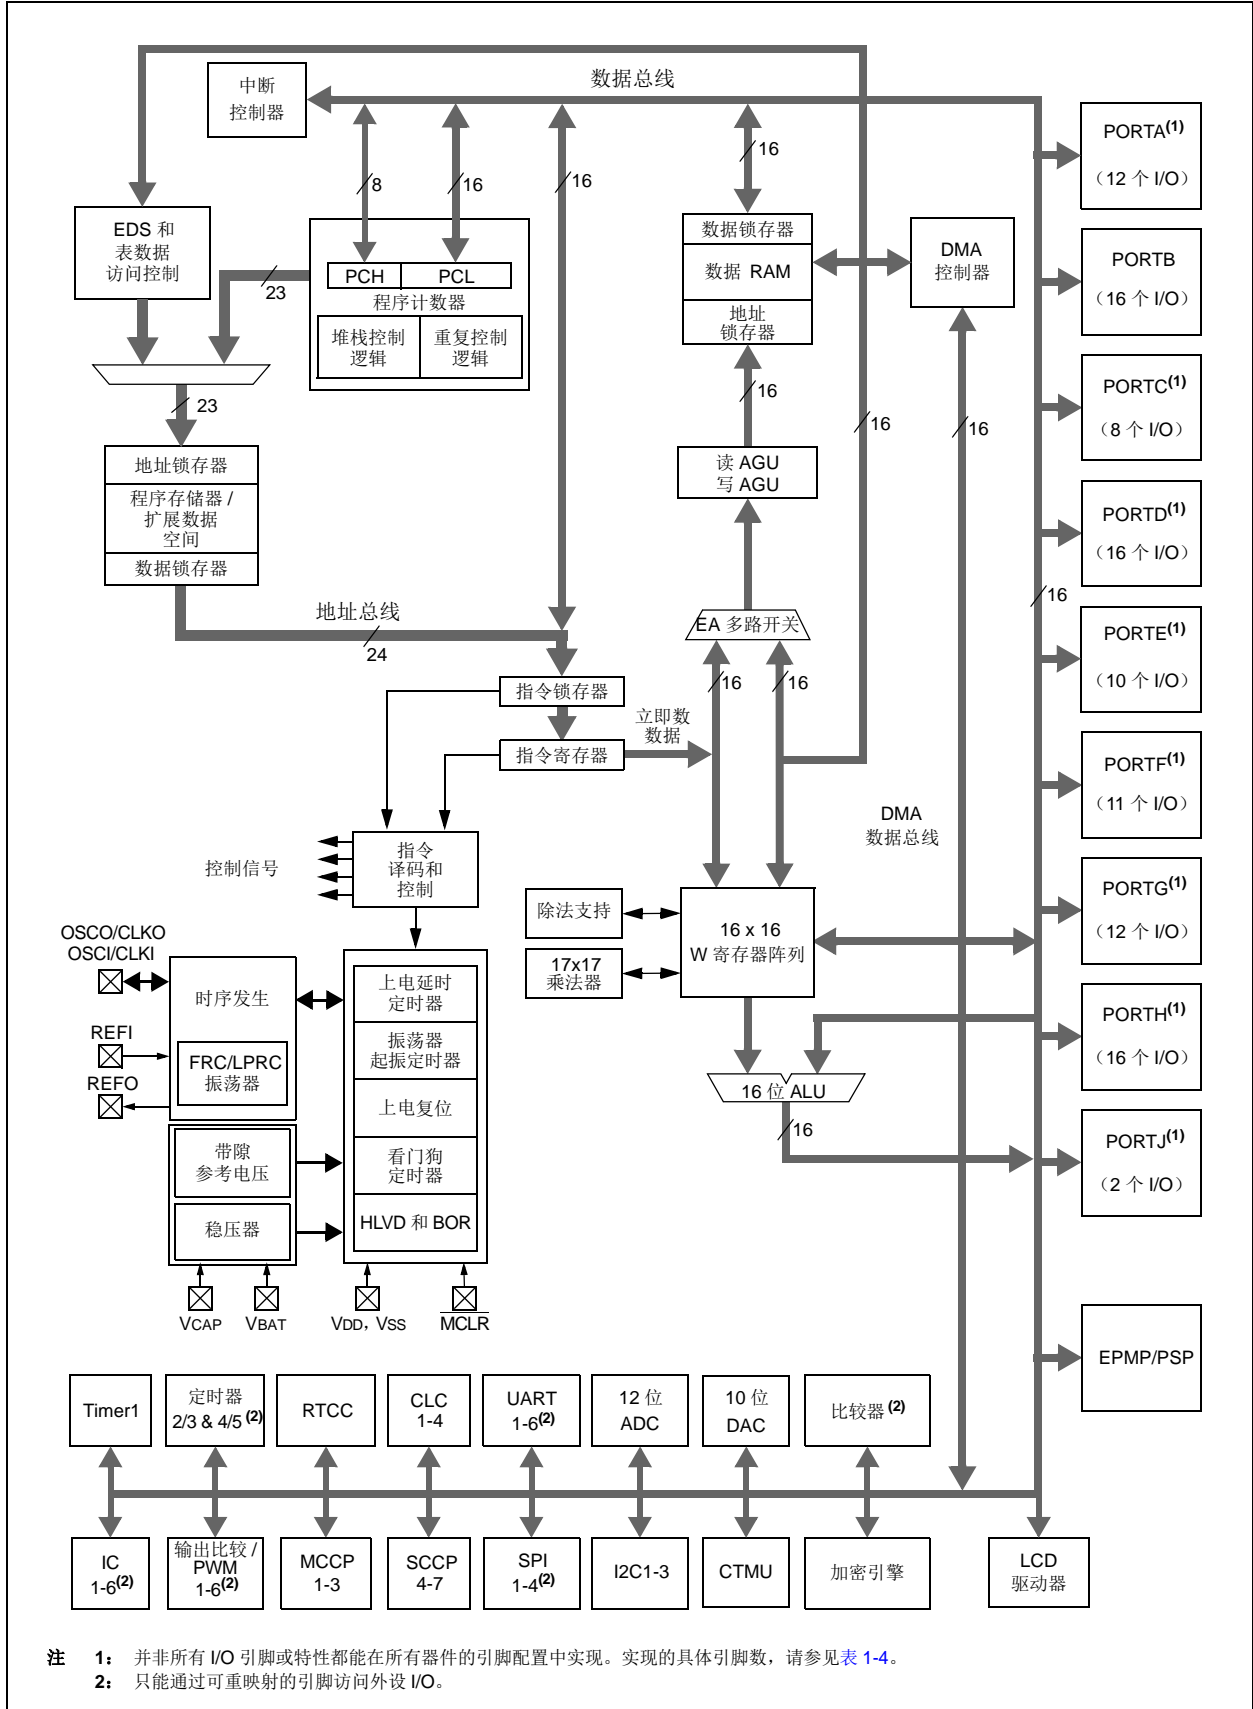 数据总线
中断
控制器
PORTA(1)
（12 个 I/O）
8
16
16
16
EDS 和
表数据
访问控制
PCH
PCL
程序计数器
堆栈控制
逻辑
重复控制
逻辑
23
数据锁存器
数据 RAM
地址
锁存器
DMA
控制器
PORTB
（16 个 I/O）
23
16
16
16
PORTC(1)
（8 个 I/O）
地址锁存器
程序存储器 /
扩展数据
空间
数据锁存器
读 AGU
写 AGU
PORTD(1)
（16 个 I/O）
16
地址总线
24
EA 多路开关
PORTE(1)
（10 个 I/O）
16
16
指令锁存器
立即数
数据
指令寄存器
PORTF(1)
（11 个 I/O）
DMA
数据总线
控制信号
指令
译码和
控制
除法支持
17x17
乘法器
16 x 16
W 寄存器阵列
PORTG(1)
（12 个 I/O）
OSCO/CLKO
OSCI/CLKI
时序发生
REFI
REFO
FRC/LPRC
振荡器
上电延时
定时器
振荡器
起振定时器
上电复位
看门狗
定时器
HLVD 和 BOR
16 位 ALU
16
PORTH(1)
（16 个 I/O）
PORTJ(1)
（2 个 I/O）
带隙
参考电压
稳压器
VCAP
VBAT
VDD，VSS
MCLR
EPMP/PSP
Timer1
定时器
2/3 & 4/5 (2)
RTCC
CLC
1-4
UART
1-6(2)
12 位
ADC
10 位
DAC
比较器 (2)
IC
1-6(2)
输出比较 /
PWM
1-6(2)
MCCP
1-3
SCCP
4-7
SPI
1-4(2)
I2C1-3
CTMU
加密引擎
LCD
驱动器
注 1： 并非所有 I/O 引脚或特性都能在所有器件的引脚配置中实现。实现的具体引脚数，请参见表 1-4。
2： 只能通过可重映射的引脚访问外设 I/O。